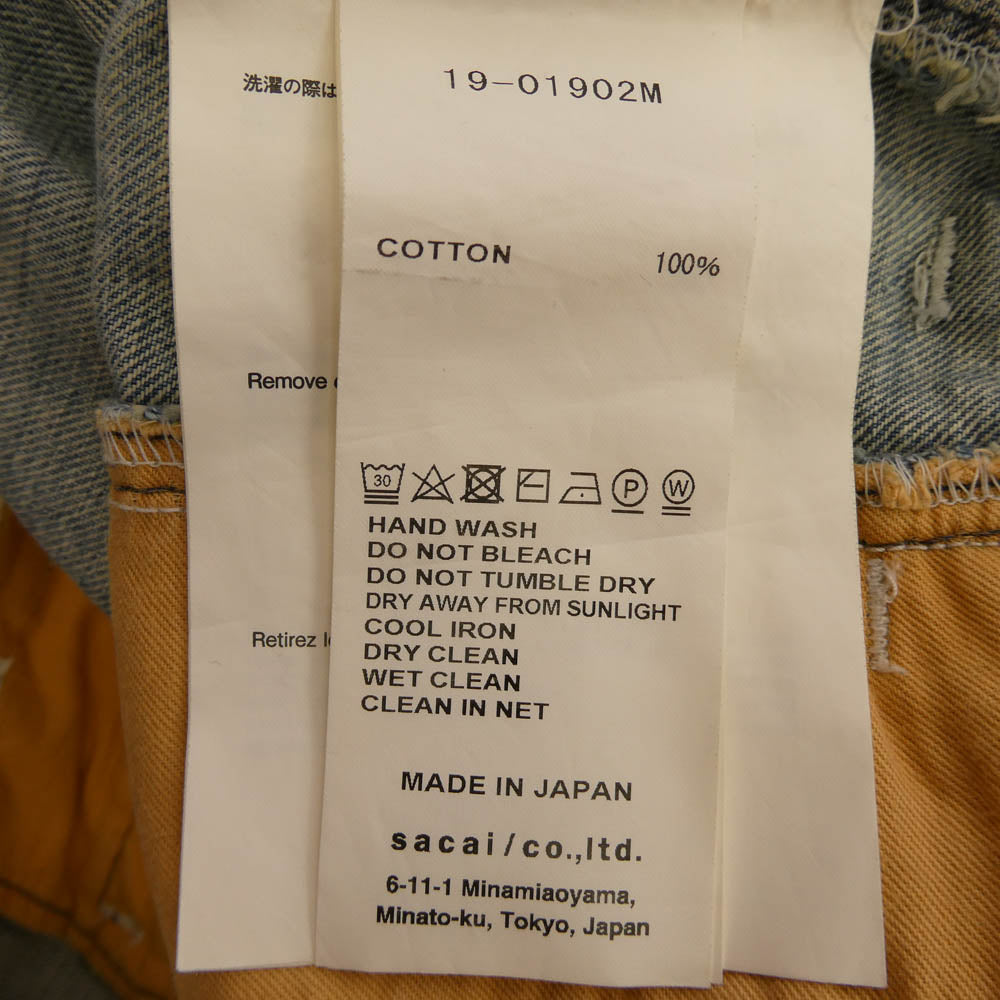 19-01902M
洗濯の際は
COTTON 100%
Remove
30
P
W
HAND WASH
DO NOT BLEACH
DO NOT TUMBLE DRY
DRY AWAY FROM SUNLIGHT
COOL IRON
DRY CLEAN
WET CLEAN
CLEAN IN NET
Retirez
MADE IN JAPAN
sacai/co.,ltd.
6-11-1 Minamiaoyama,
Minato-ku, Tokyo, Japan